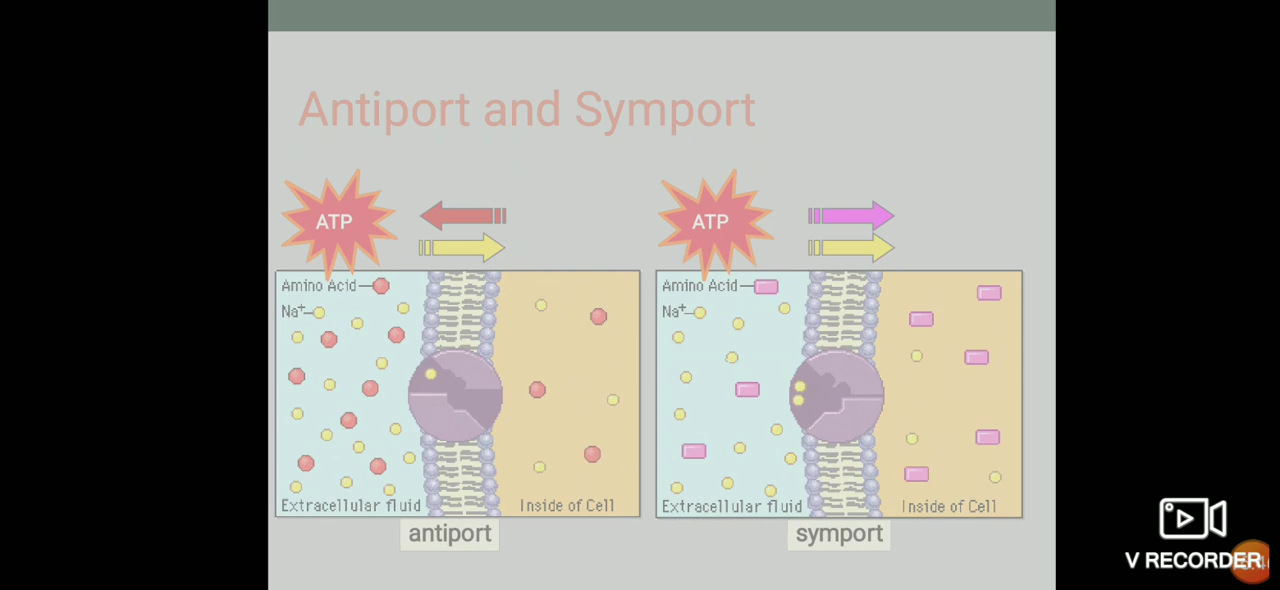 Antiport and Symport
ATP
ATP
Amino Acid
Na+
Extracellular fluid
Inside of Cell
antiport
Amino Acid
Na+
Extracellular fluid
Inside of Cell
symport
V RECORDER